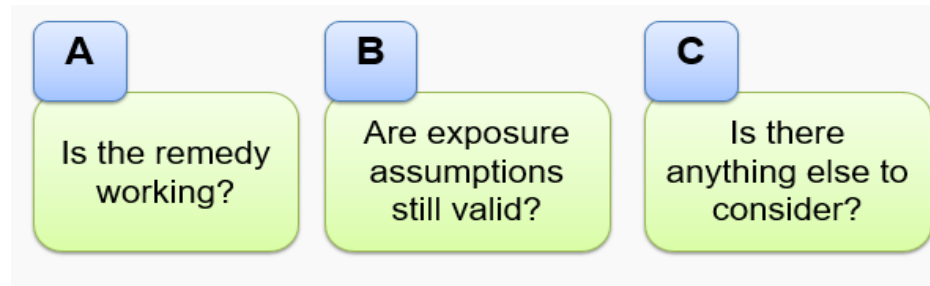 A
Is the remedy
working?
B
Are exposure
assumptions
still valid?
C
Is there
anything else to
consider?